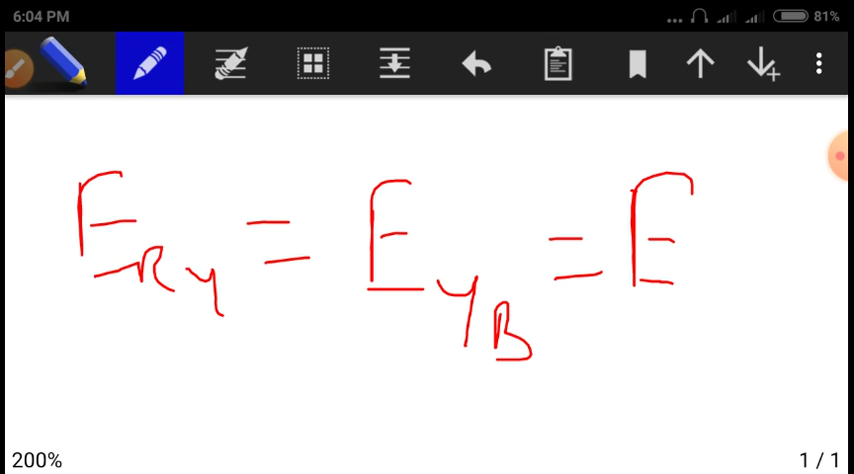 6:04 PM 81%
E_RY = E_YB = E
200% 1 / 1